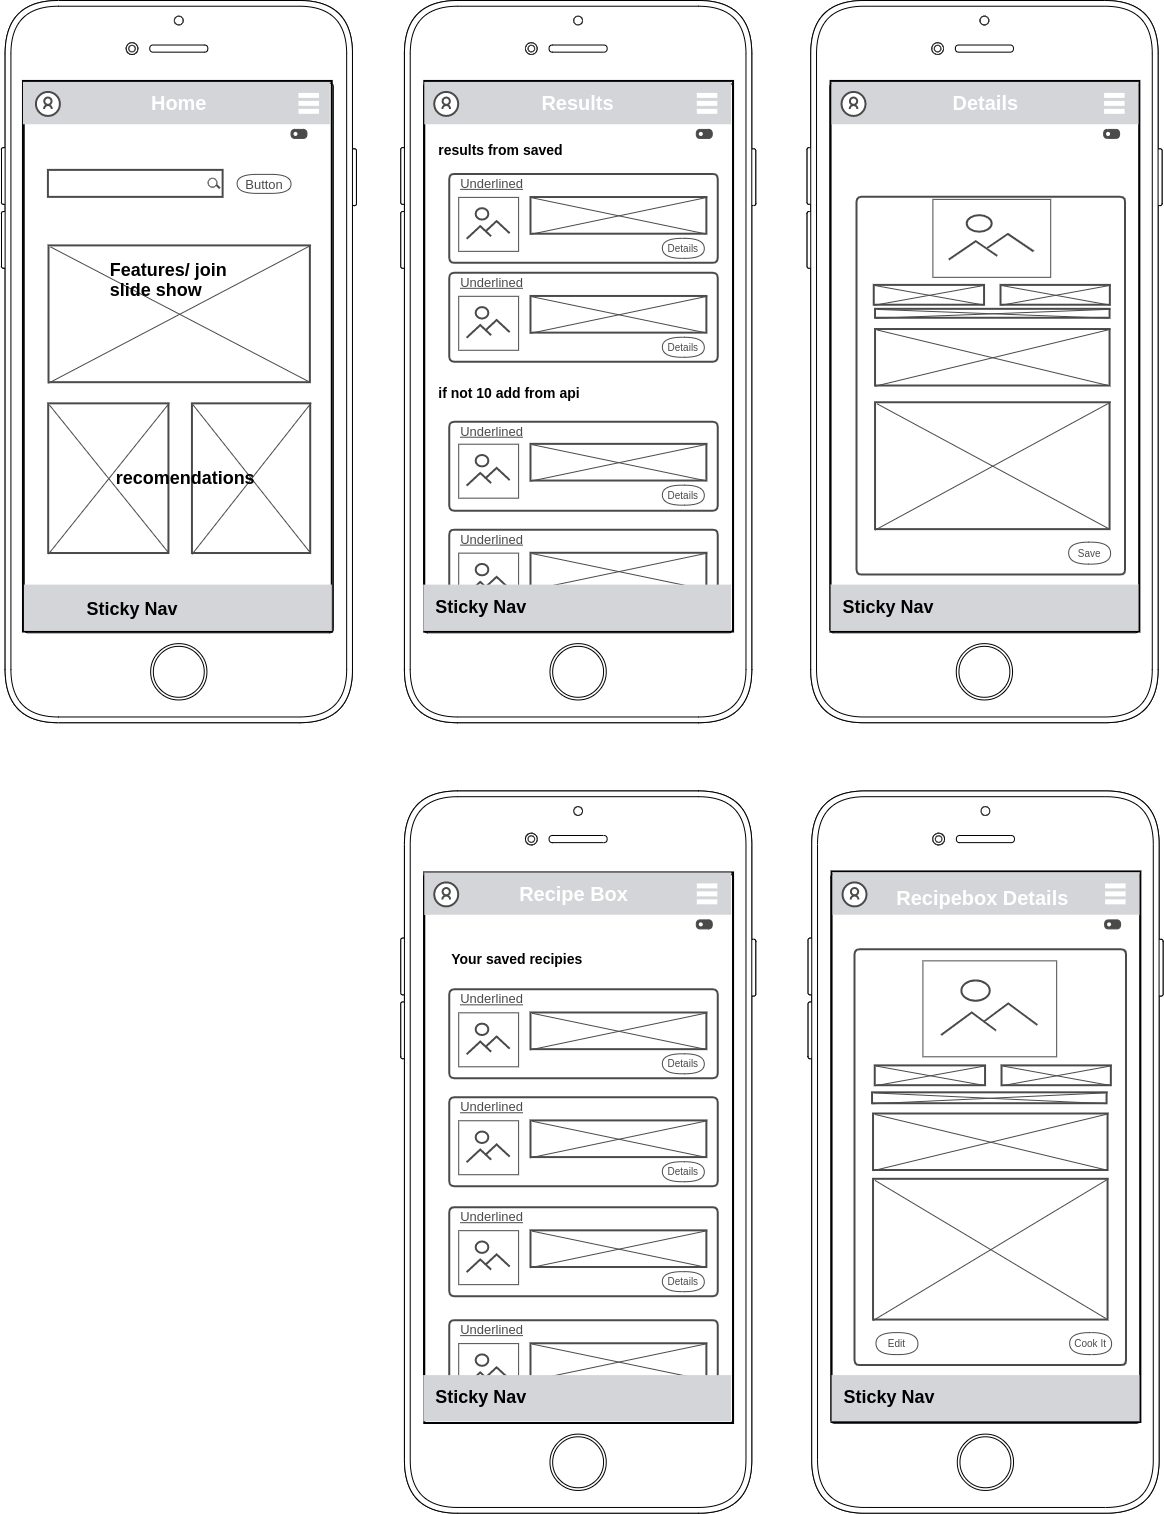 Home
Button
Features/ join
slide show
recomendations
Sticky Nav
Results
results from saved
Underlined
Details
Underlined
Details
if not 10 add from api
Underlined
Details
Underlined
Sticky Nav
Details
Save
Sticky Nav
Recipe Box
Your saved recipies
Underlined
Details
Underlined
Details
Underlined
Details
Underlined
Sticky Nav
Recipebox Details
Edit
Cook It
Sticky Nav